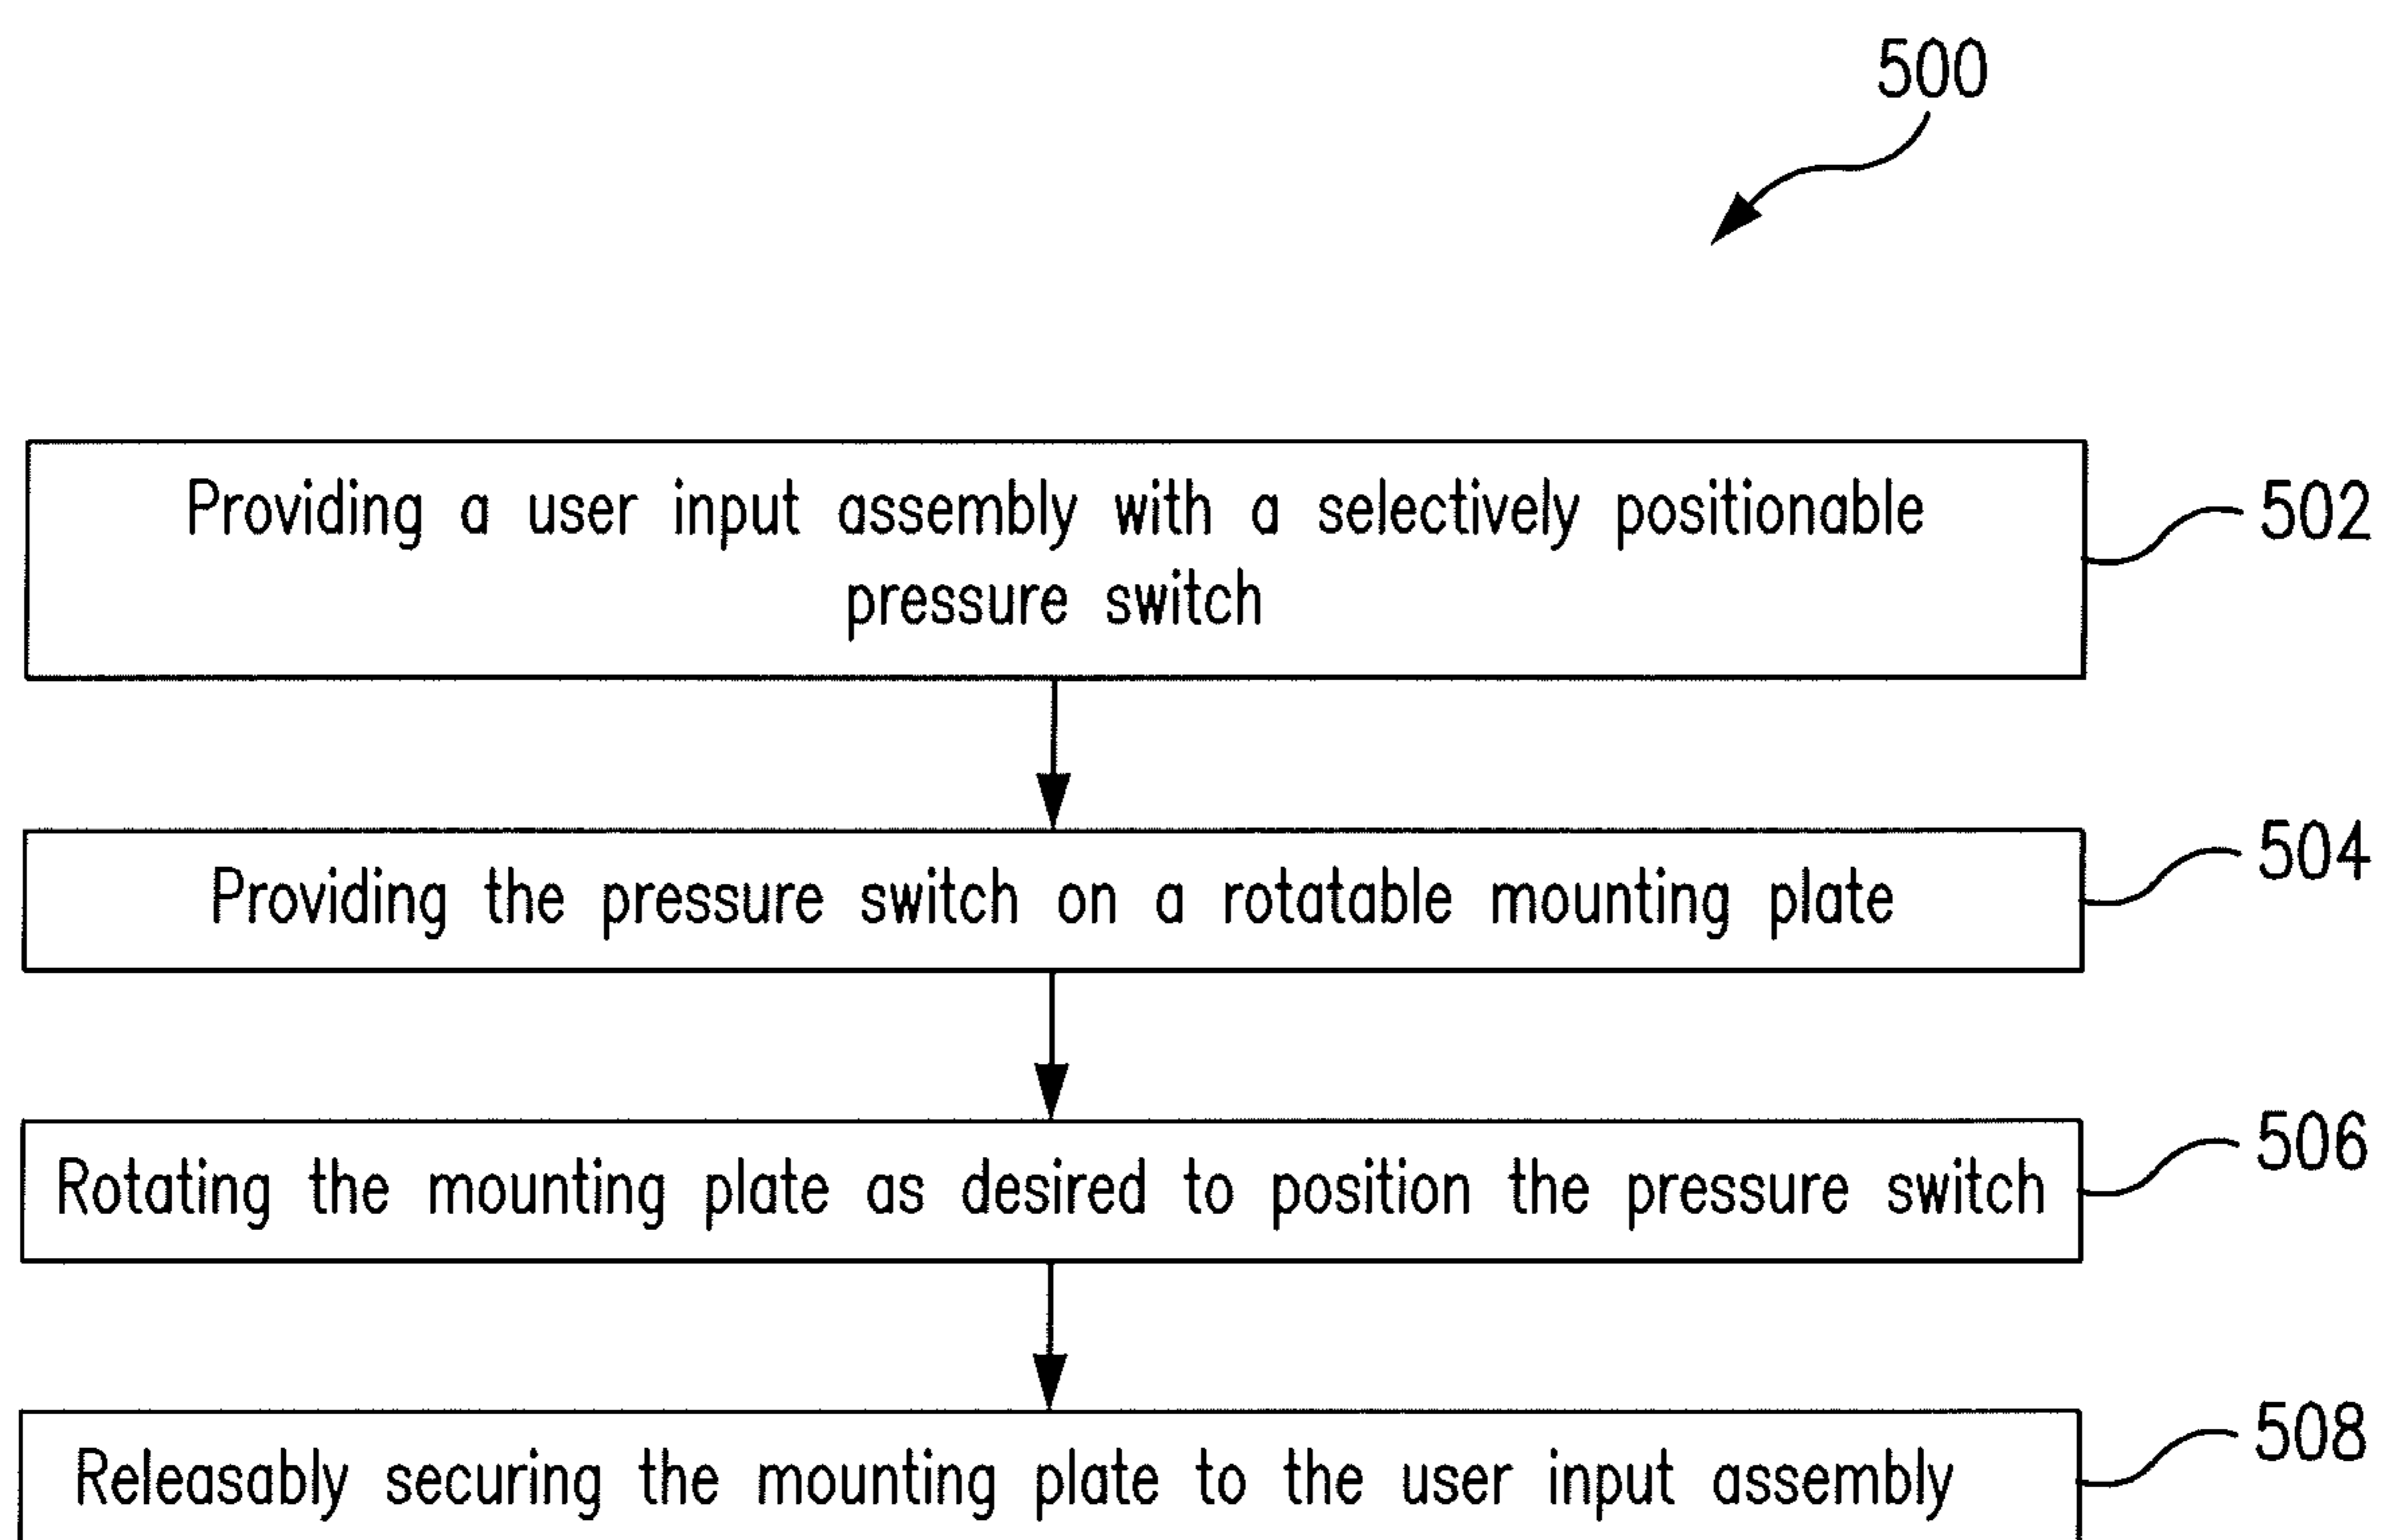 500
Providing a user input assembly with a selectively positionable
pressure switch
502
Providing the pressure switch on a rotatable mounting plate
504
Rotating the mounting plate as desired to position the pressure switch
506
Releasably securing the mounting plate to the user input assembly
508